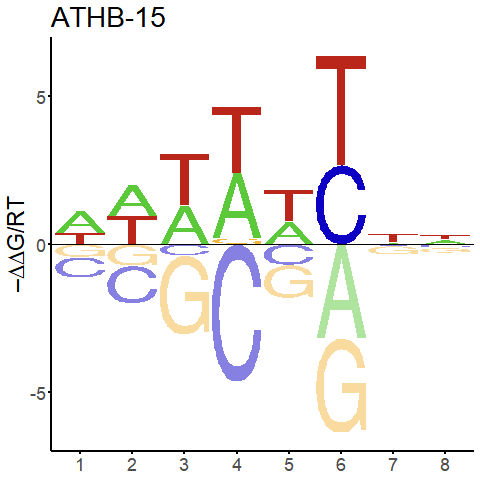 ATHB-15
−ΔΔG/RT
5
0
-5
A T T T T T T T
T A A A A C A
G G C C A G G
C C G C G G
1 2 3 4 5 6 7 8